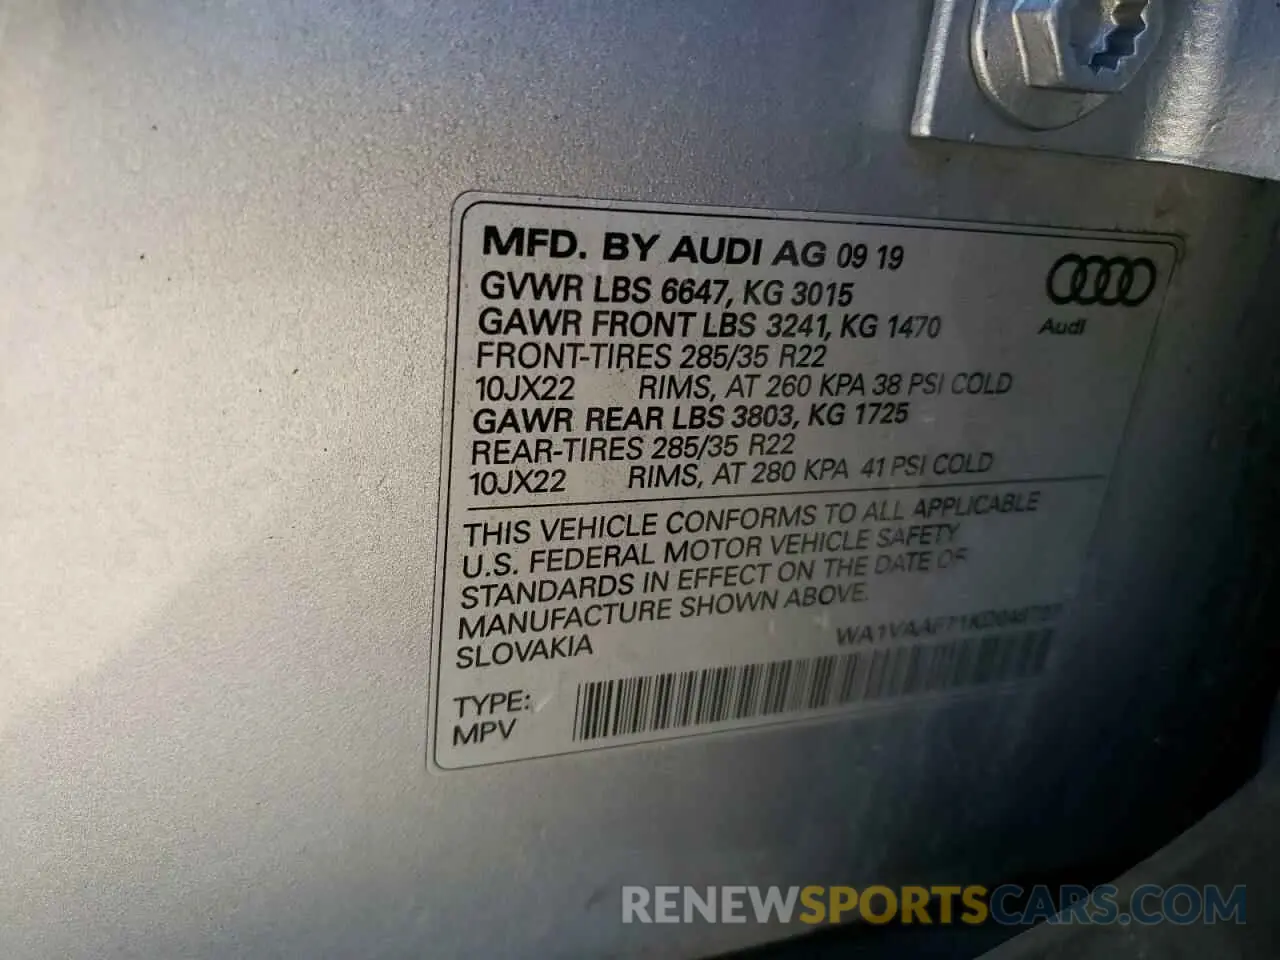 MFD. BY AUDI AG 09 19
GVWR LBS 6647, KG 3015
GAWR FRONT LBS 3241, KG 1470
FRONT-TIRES 285/35 R22
10JX22 RIMS, AT 260 KPA 38 PSI COLD
GAWR REAR LBS 3803, KG 1725
REAR-TIRES 285/35 R22
10JX22 RIMS, AT 280 KPA 41 PSI COLD
Audi
THIS VEHICLE CONFORMS TO ALL APPLICABLE
U.S. FEDERAL MOTOR VEHICLE SAFETY
STANDARDS IN EFFECT ON THE DATE OF
MANUFACTURE SHOWN ABOVE.
SLOVAKIA
TYPE:
MPV
RENEWSPORTSCARS.COM